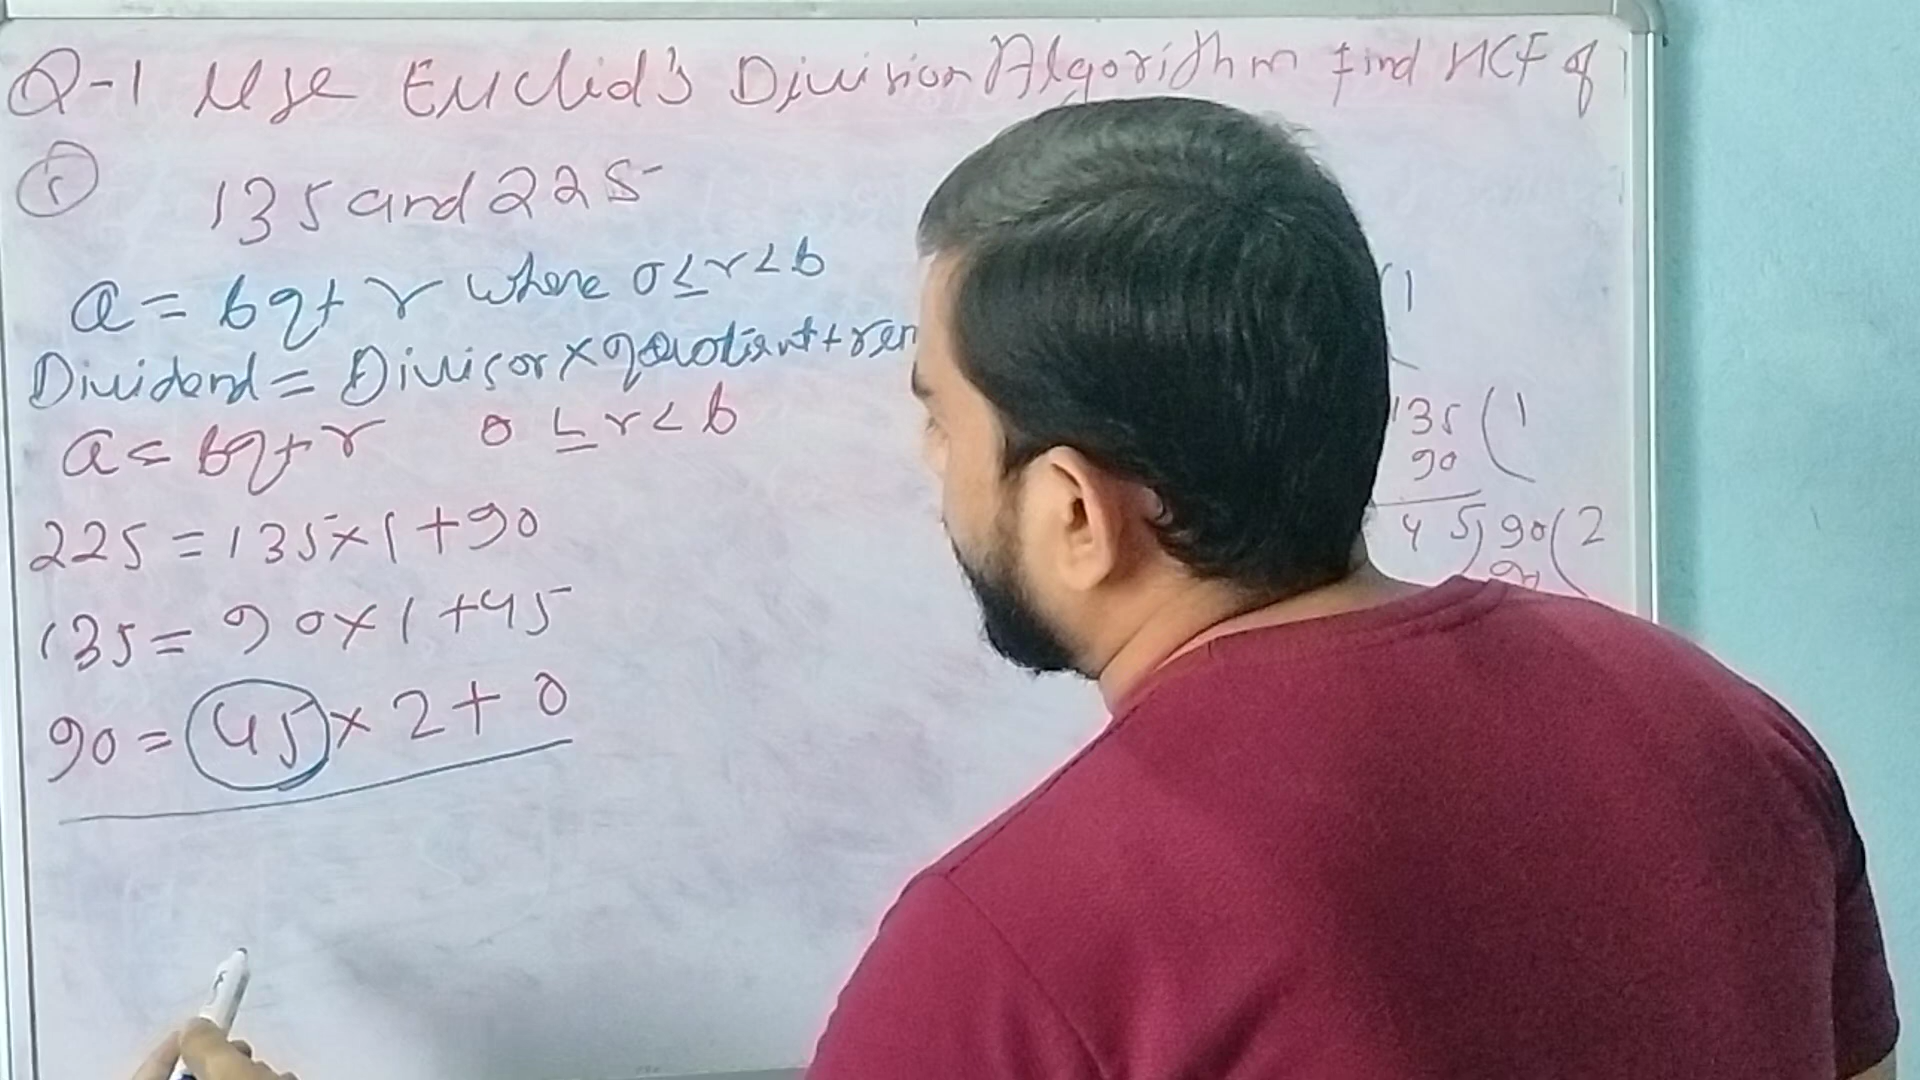 Q-1 Use Euclid's Division Algorithm find HCF of
(i) 135 and 225
a = bq + r where 0 ≤ r < b
Dividend = Divisor × quotient + rem
a = bq + r 0 ≤ r < b
225 = 135 × 1 + 90
135 = 90 × 1 + 45
90 = 45 × 2 + 0
(1
135 (1
90
45) 90 (2
90